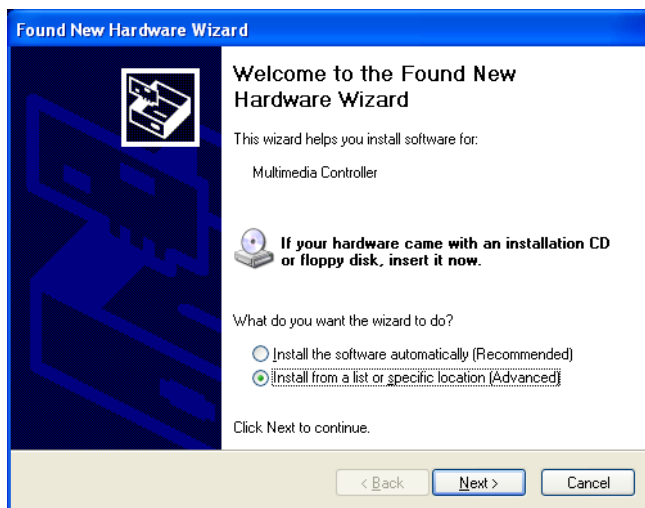 Found New Hardware Wizard
Welcome to the Found New
Hardware Wizard
This wizard helps you install software for:
Multimedia Controller
If your hardware came with an installation CD
or floppy disk, insert it now.
What do you want the wizard to do?
Install the software automatically (Recommended)
Install from a list or specific location (Advanced)
Click Next to continue.
< Back
Next >
Cancel